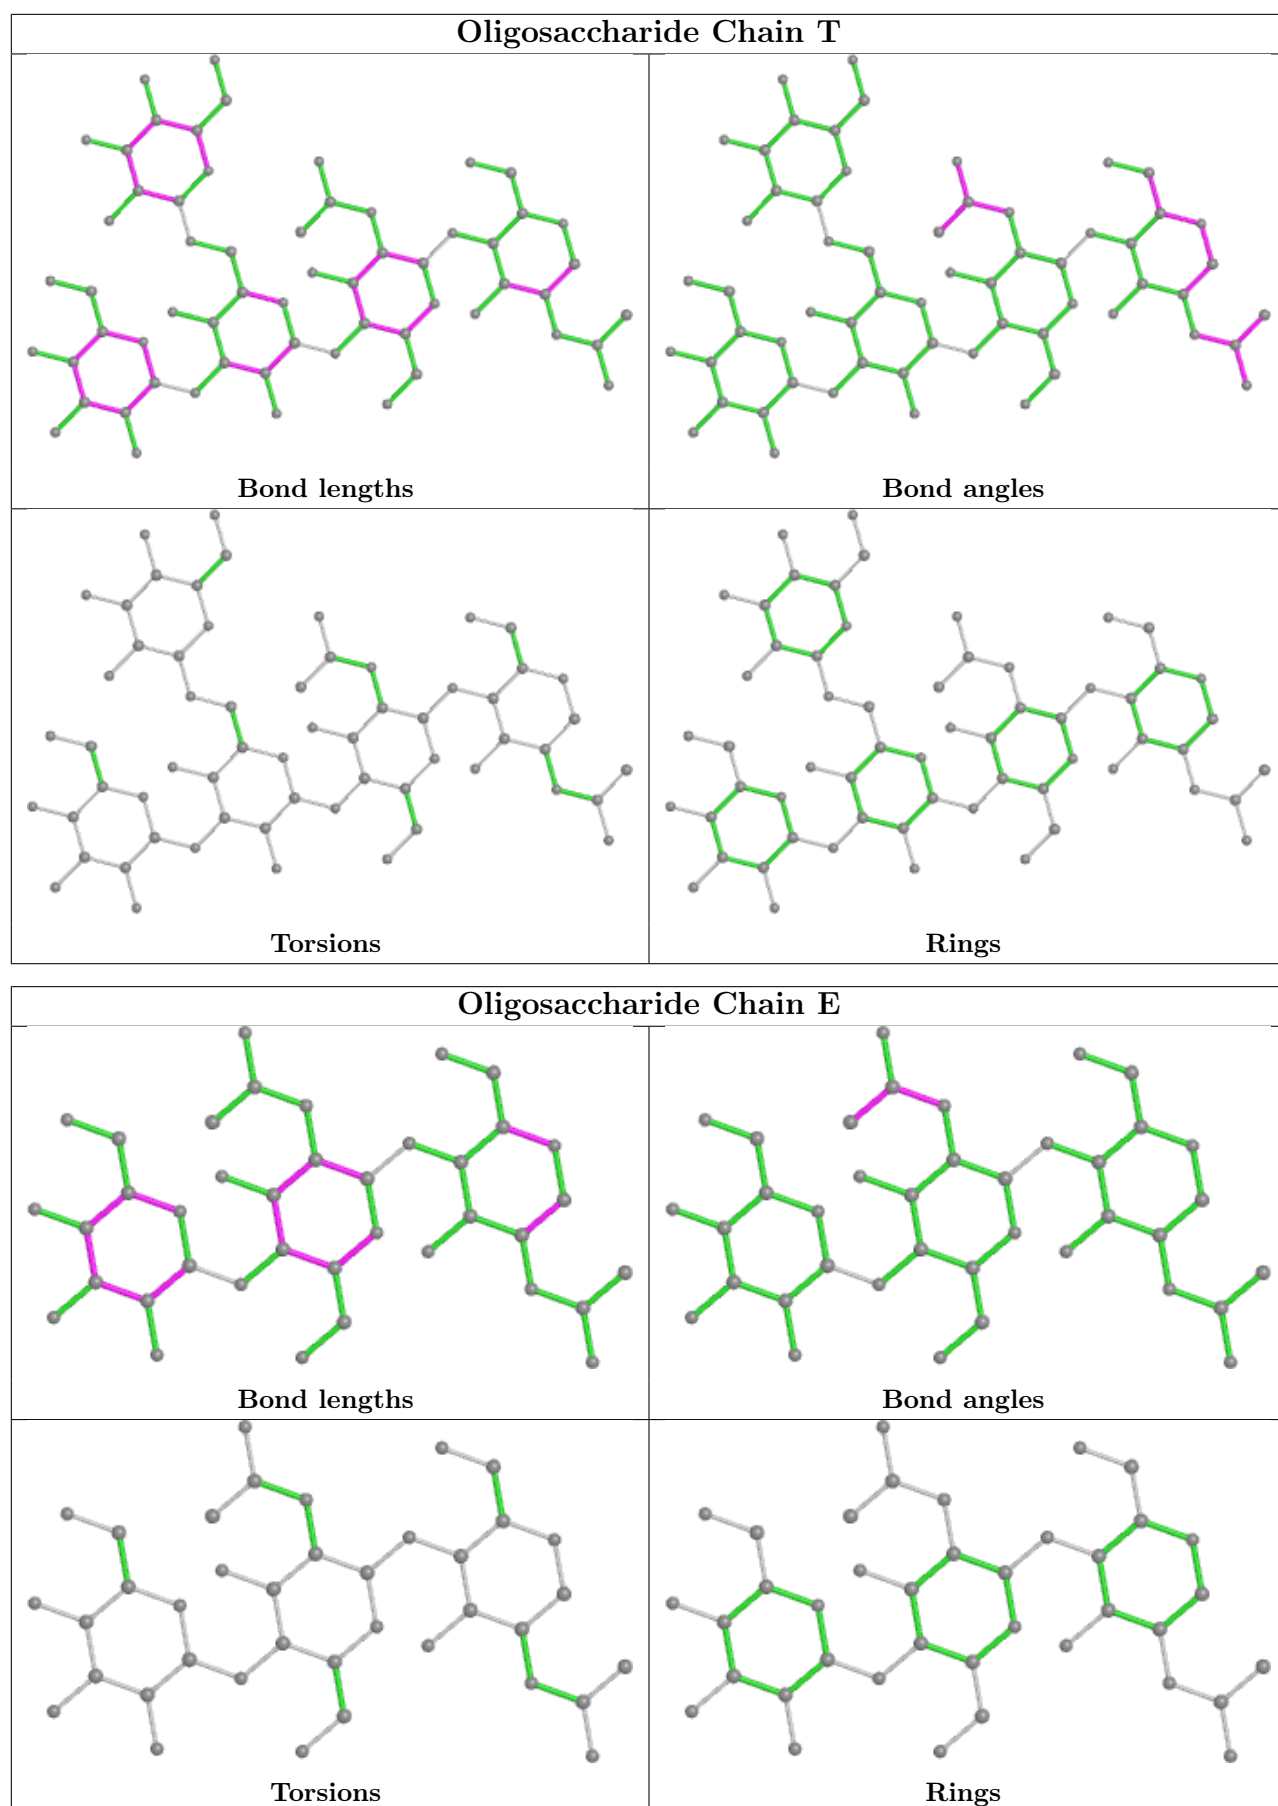 Oligosaccharide Chain T
Bond lengths
Bond angles
Torsions
Rings
Oligosaccharide Chain E
Bond lengths
Bond angles
Torsions
Rings